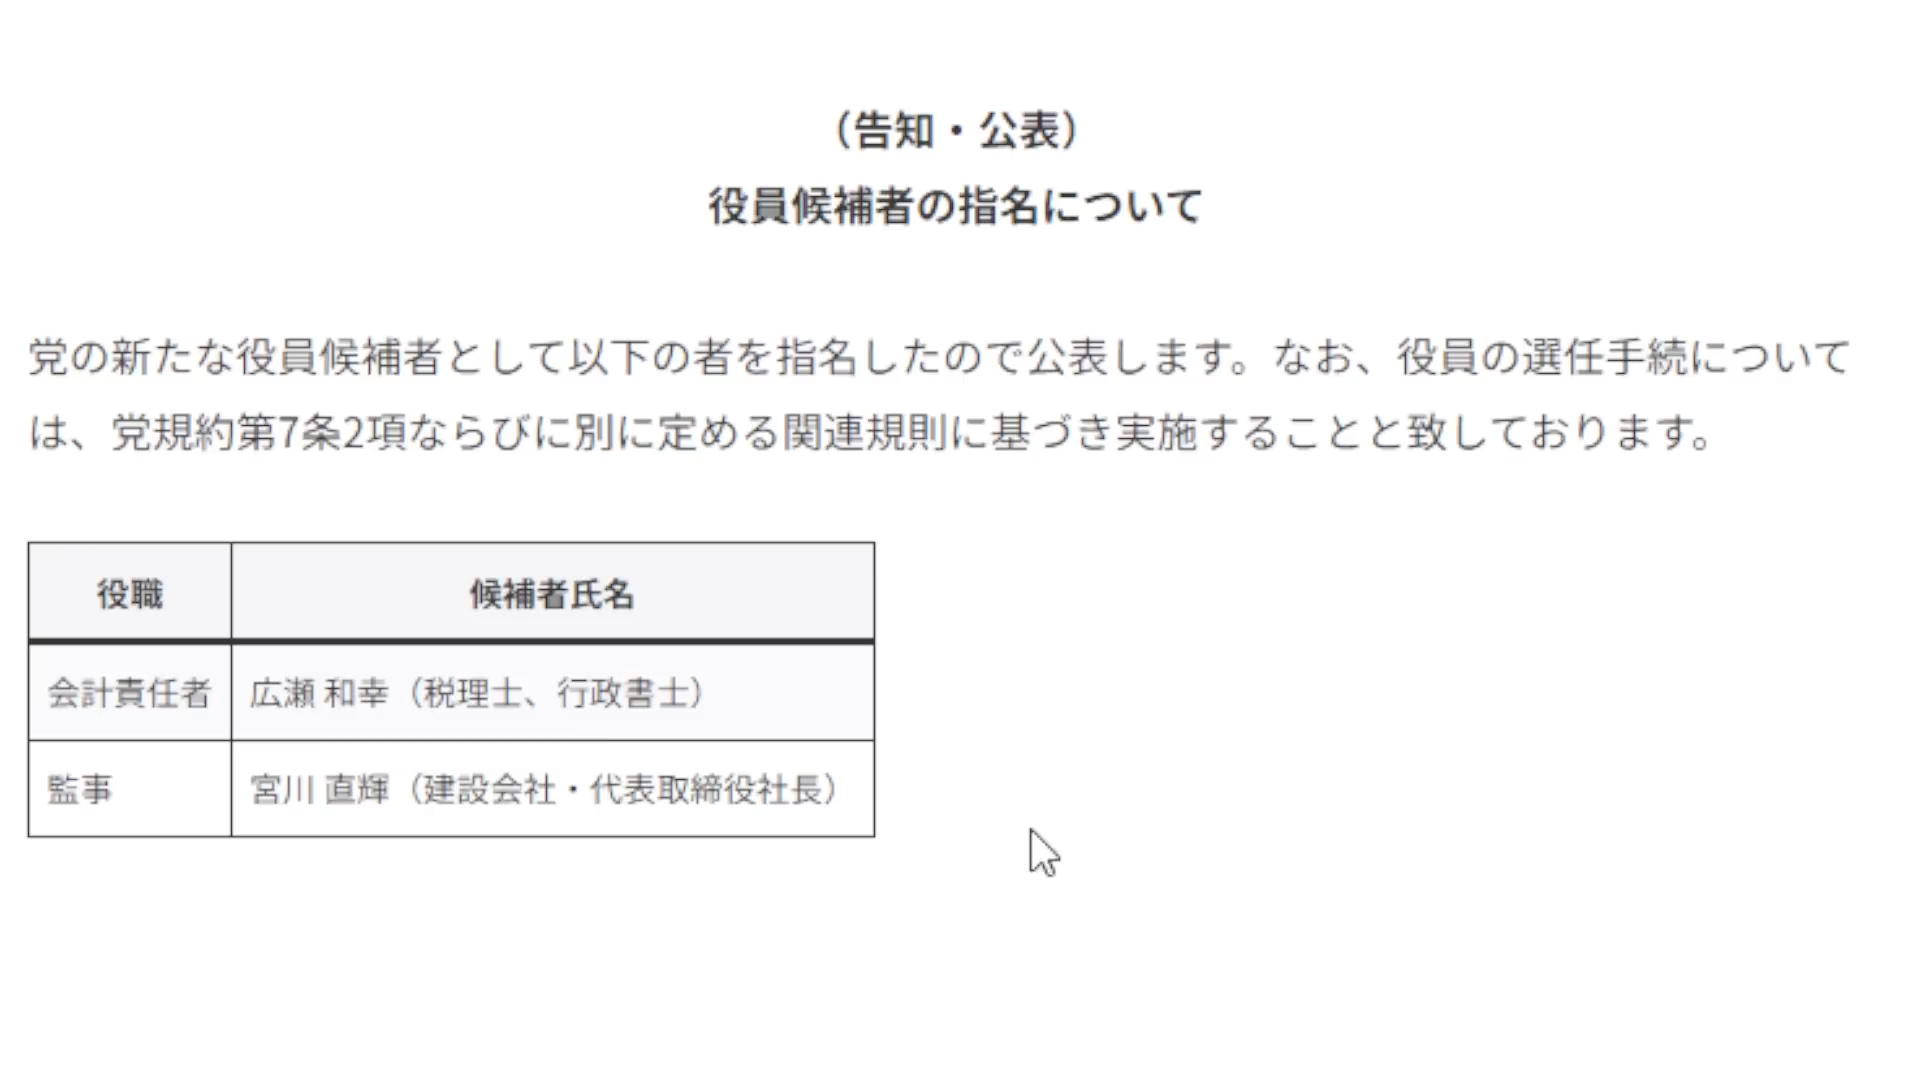 （告知・公表）
役員候補者の指名について
党の新たな役員候補者として以下の者を指名したので公表します。なお、役員の選任手続について
は、党規約第7条2項ならびに別に定める関連規則に基づき実施することと致しております。
役職 候補者氏名
会計責任者 広瀬 和幸（税理士、行政書士）
監事 宮川 直輝（建設会社・代表取締役社長）